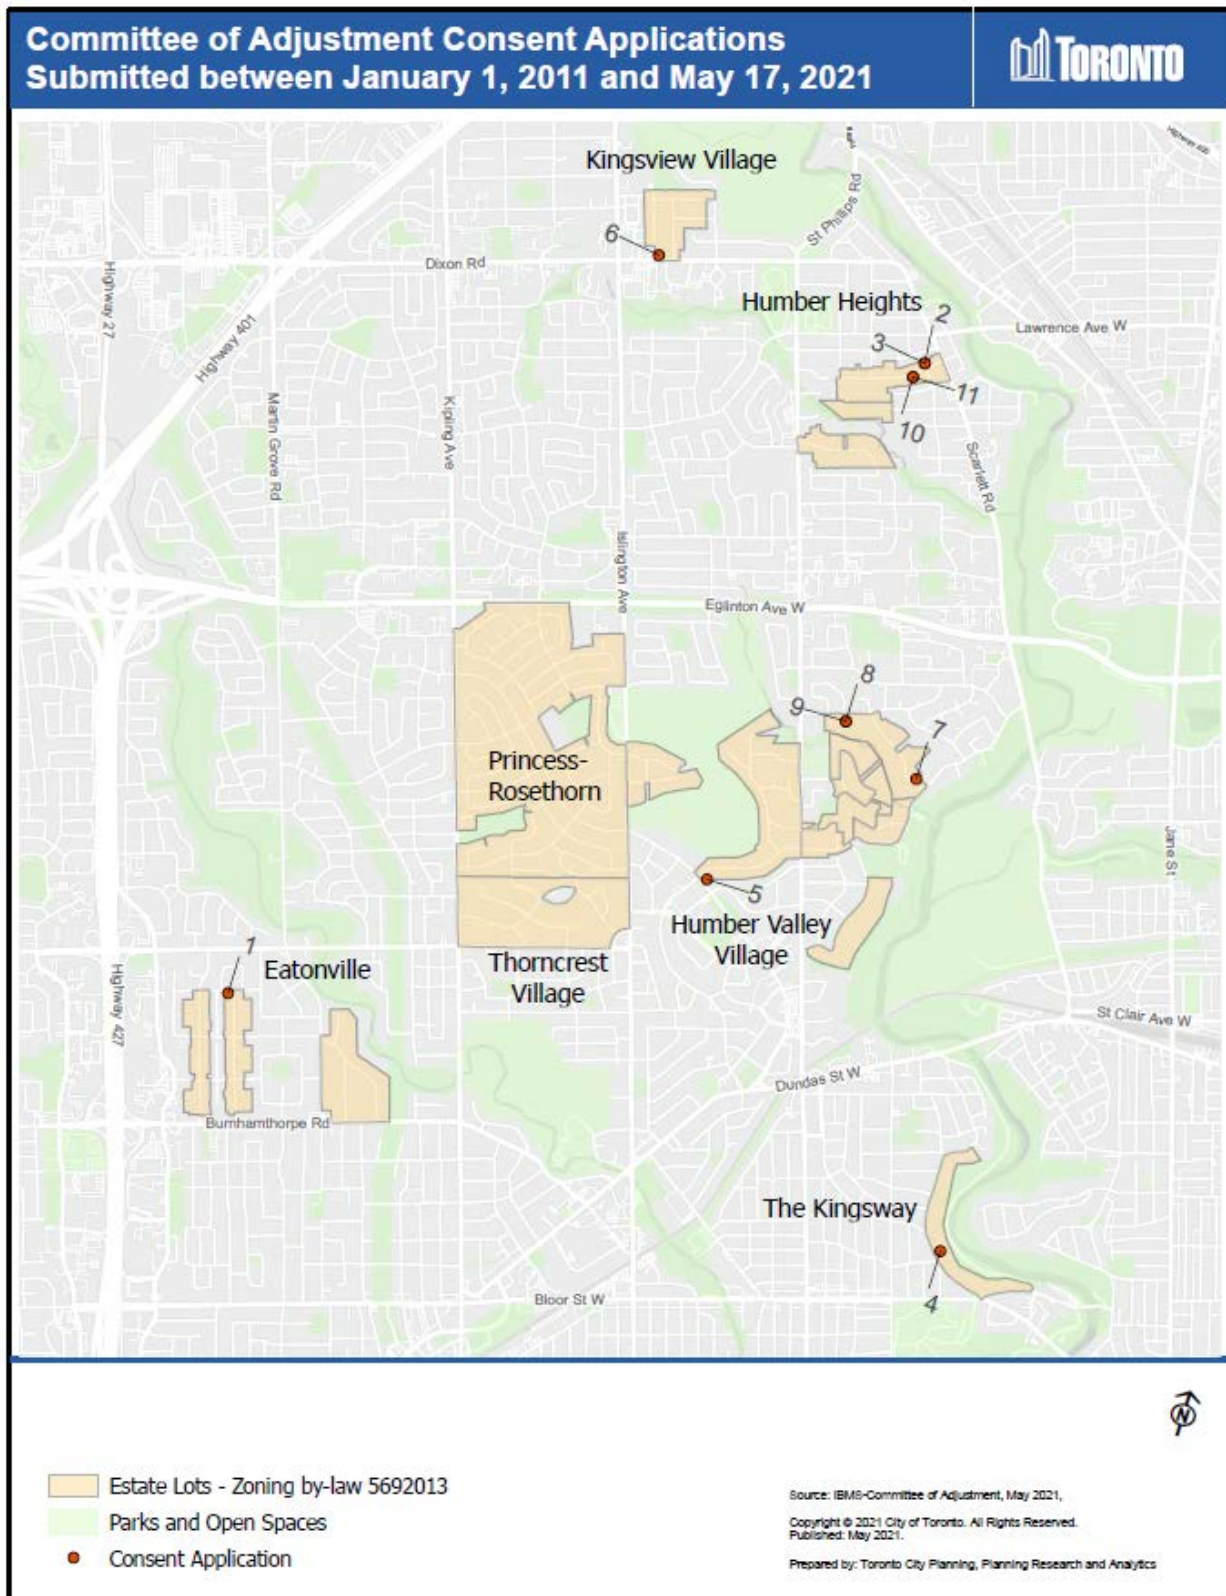 Committee of Adjustment Consent Applications
Submitted between January 1, 2011 and May 17, 2021
TORONTO
Kingsview Village
St Phillips Rd
6
Dixon Rd
Highway 27
Highway 401
Humber Heights
2
Lawrence Ave W
3
11
10
Martin Grove Rd
Kipling Ave
Scarlett Rd
Islington Ave
Eglinton Ave W
8
9
7
Princess-
Rosethorn
Jane St
5
Humber Valley
Village
1
Eatonville
Thorncrest
Village
Highway 427
St Clair Ave W
Dundas St W
Burnhamthorpe Rd
The Kingsway
4
Bloor St W
N
Estate Lots - Zoning by-law 5692013
Parks and Open Spaces
Consent Application
Source: IBMS-Committee of Adjustment, May 2021,
Copyright © 2021 City of Toronto. All Rights Reserved.
Published: May 2021.
Prepared by: Toronto City Planning, Planning Research and Analytics